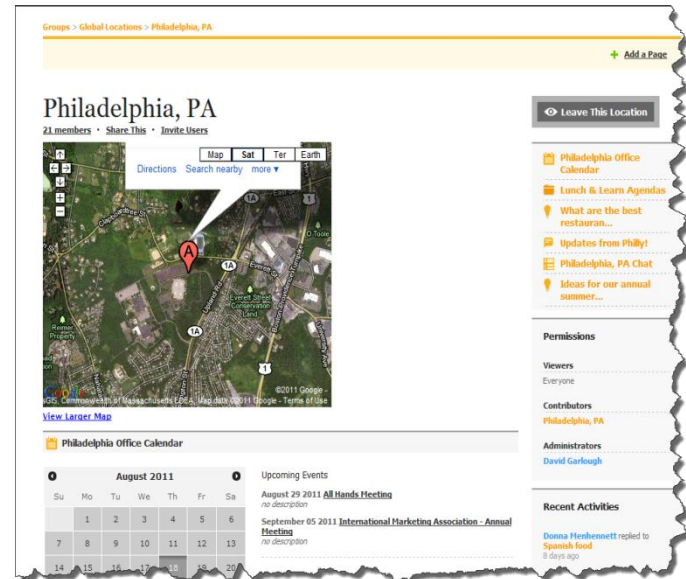 Groups > Global Locations > Philadelphia, PA
Add a Page
Philadelphia, PA
21 members • Share This • Invite Users
Map Sat Ter Earth
Directions Search nearby more ▼
1A
O Toole
A
1A
Everett St
Everett Street
Conservation
Land
Reiner
Property
1A
1
©2011 Google -
Map data ©2011 Google - Terms of Use
View Larger Map
Philadelphia Office Calendar
August 2011
Su Mo Tu We Th Fr Sa
1 2 3 4 5 6
7 8 9 10 11 12 13
14 15 16 17 18 19 20
Upcoming Events
August 29 2011 All Hands Meeting
no description
September 05 2011 International Marketing Association - Annual
Meeting
no description
Leave This Location
Philadelphia Office
Calendar
Lunch & Learn Agendas
What are the best
restauran...
Updates from Philly!
Philadelphia, PA Chat
Ideas for our annual
summer...
Permissions
Viewers
Everyone
Contributors
Philadelphia, PA
Administrators
David Garlough
Recent Activities
Donna Menhennett replied to
Spanish food
8 days ago